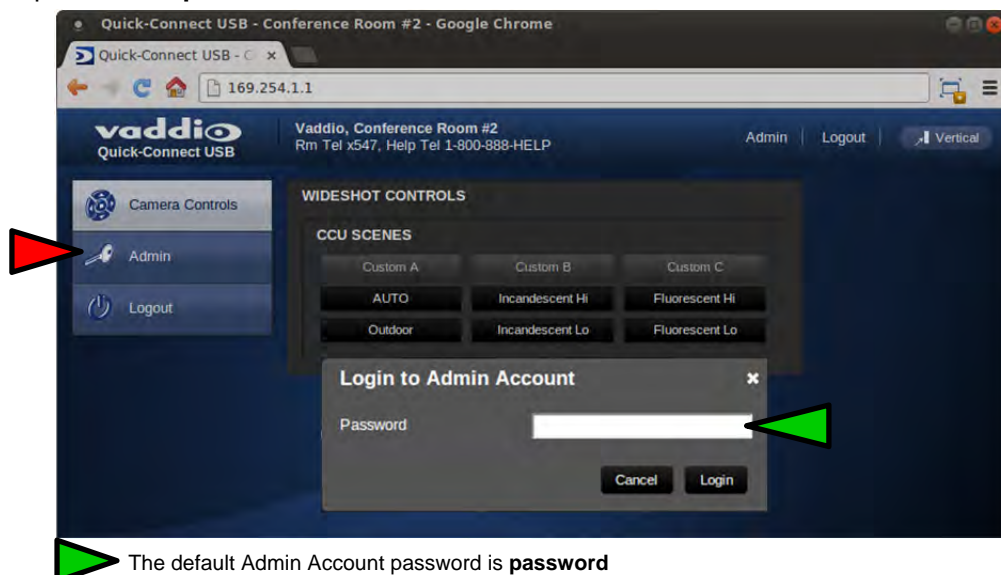 Quick-Connect USB - Conference Room #2 - Google Chrome
Quick-Connect USB - C
169.254.1.1
vaddio
Quick-Connect USB
Vaddio, Conference Room #2
Rm Tel x547, Help Tel 1-800-888-HELP
Admin | Logout | Vertical
Camera Controls
Admin
Logout
WIDESHOT CONTROLS
CCU SCENES
Custom A Custom B Custom C
AUTO Incandescent Hi Fluorescent Hi
Outdoor Incandescent Lo Fluorescent Lo
Login to Admin Account
Password
Cancel Login
The default Admin Account password is password